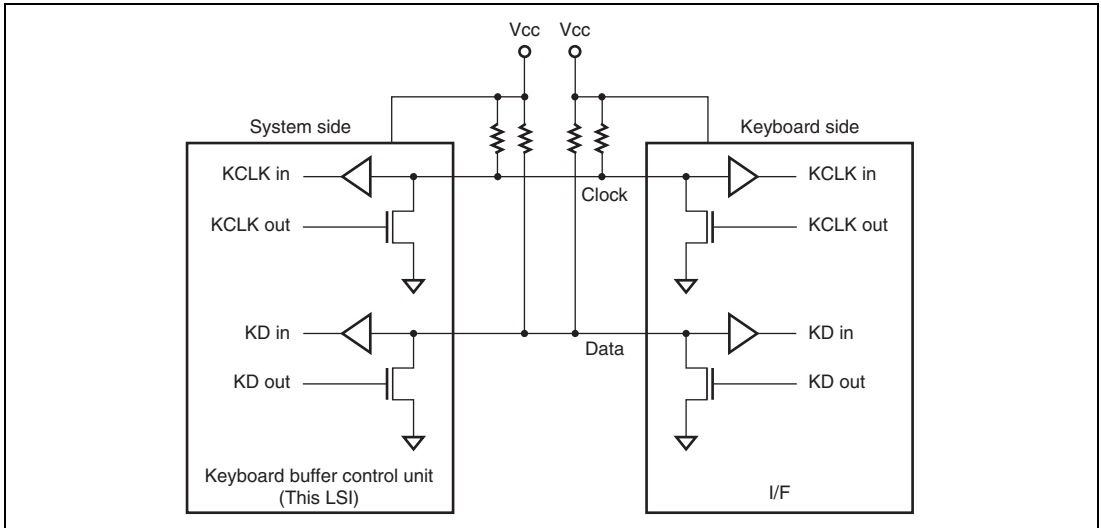 Vcc Vcc
System side
Keyboard side
KCLK in
KCLK in
Clock
KCLK out
KCLK out
KD in
KD in
Data
KD out
KD out
Keyboard buffer control unit
(This LSI)
I/F